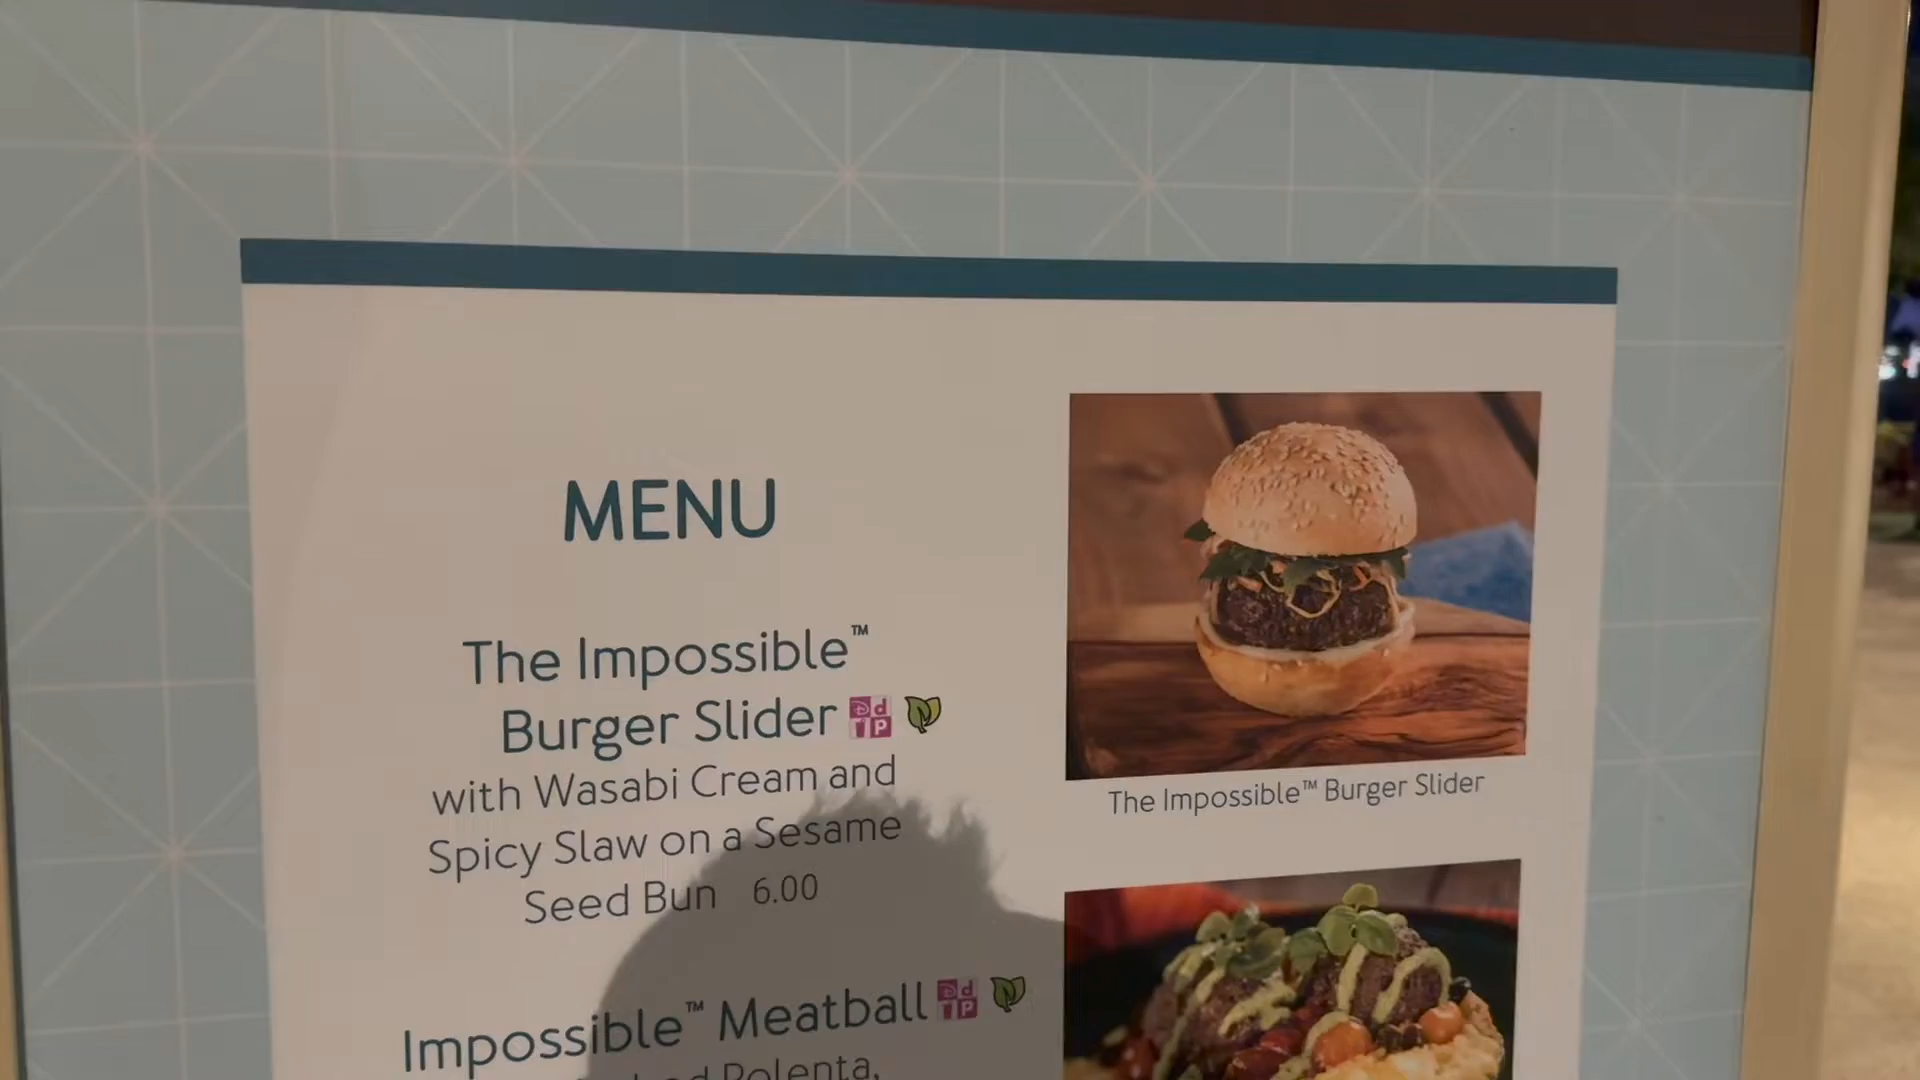 MENU
The Impossible™
Burger Slider
with Wasabi Cream and
Spicy Slaw on a Sesame
Seed Bun 6.00
Impossible™ Meatball
Polenta,
The Impossible™ Burger Slider